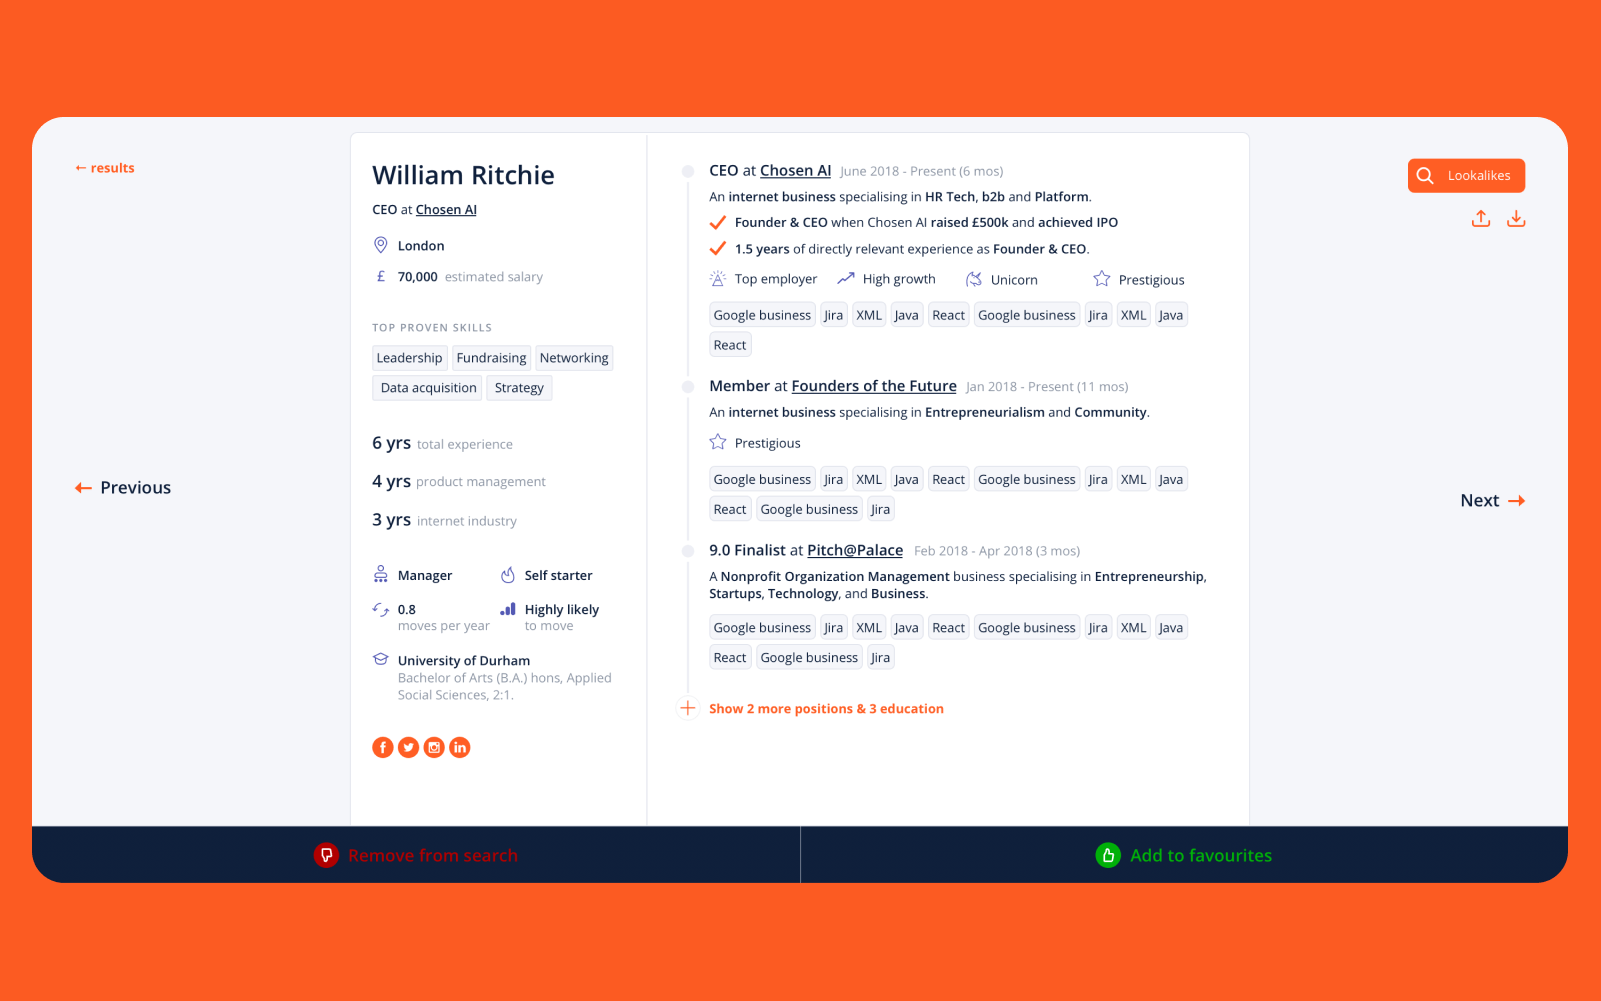 ← results
William Ritchie
CEO at Chosen AI
London
£ 70,000 estimated salary
TOP PROVEN SKILLS
Leadership Fundraising Networking
Data acquisition Strategy
6 yrs total experience
4 yrs product management
3 yrs internet industry
Manager Self starter
0.8 Highly likely
moves per year to move
University of Durham
Bachelor of Arts (B.A.) hons, Applied
Social Sciences, 2:1.
CEO at Chosen AI June 2018 - Present (6 mos)
An internet business specialising in HR Tech, b2b and Platform.
Founder & CEO when Chosen AI raised £500k and achieved IPO
1.5 years of directly relevant experience as Founder & CEO.
Top employer High growth Unicorn Prestigious
Google business Jira XML Java React Google business Jira XML Java
React
Member at Founders of the Future Jan 2018 - Present (11 mos)
An internet business specialising in Entrepreneurialism and Community.
Prestigious
Google business Jira XML Java React Google business Jira XML Java
React Google business Jira
9.0 Finalist at Pitch@Palace Feb 2018 - Apr 2018 (3 mos)
A Nonprofit Organization Management business specialising in Entrepreneurship,
Startups, Technology, and Business.
Google business Jira XML Java React Google business Jira XML Java
React Google business Jira
Show 2 more positions & 3 education
Lookalikes
← Previous
Next →
Remove from search
Add to favourites